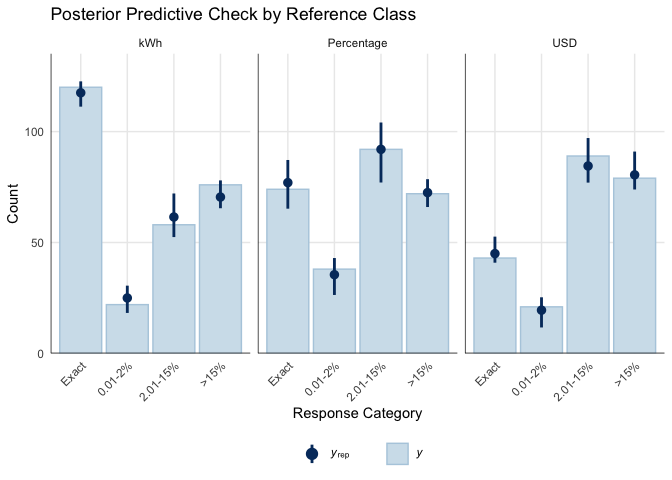 Posterior Predictive Check by Reference Class
kWh
Percentage
USD
Count
100
50
0
Exact
0.01-2%
2.01-15%
>15%
Exact
0.01-2%
2.01-15%
>15%
Exact
0.01-2%
2.01-15%
>15%
Response Category
yrep
y